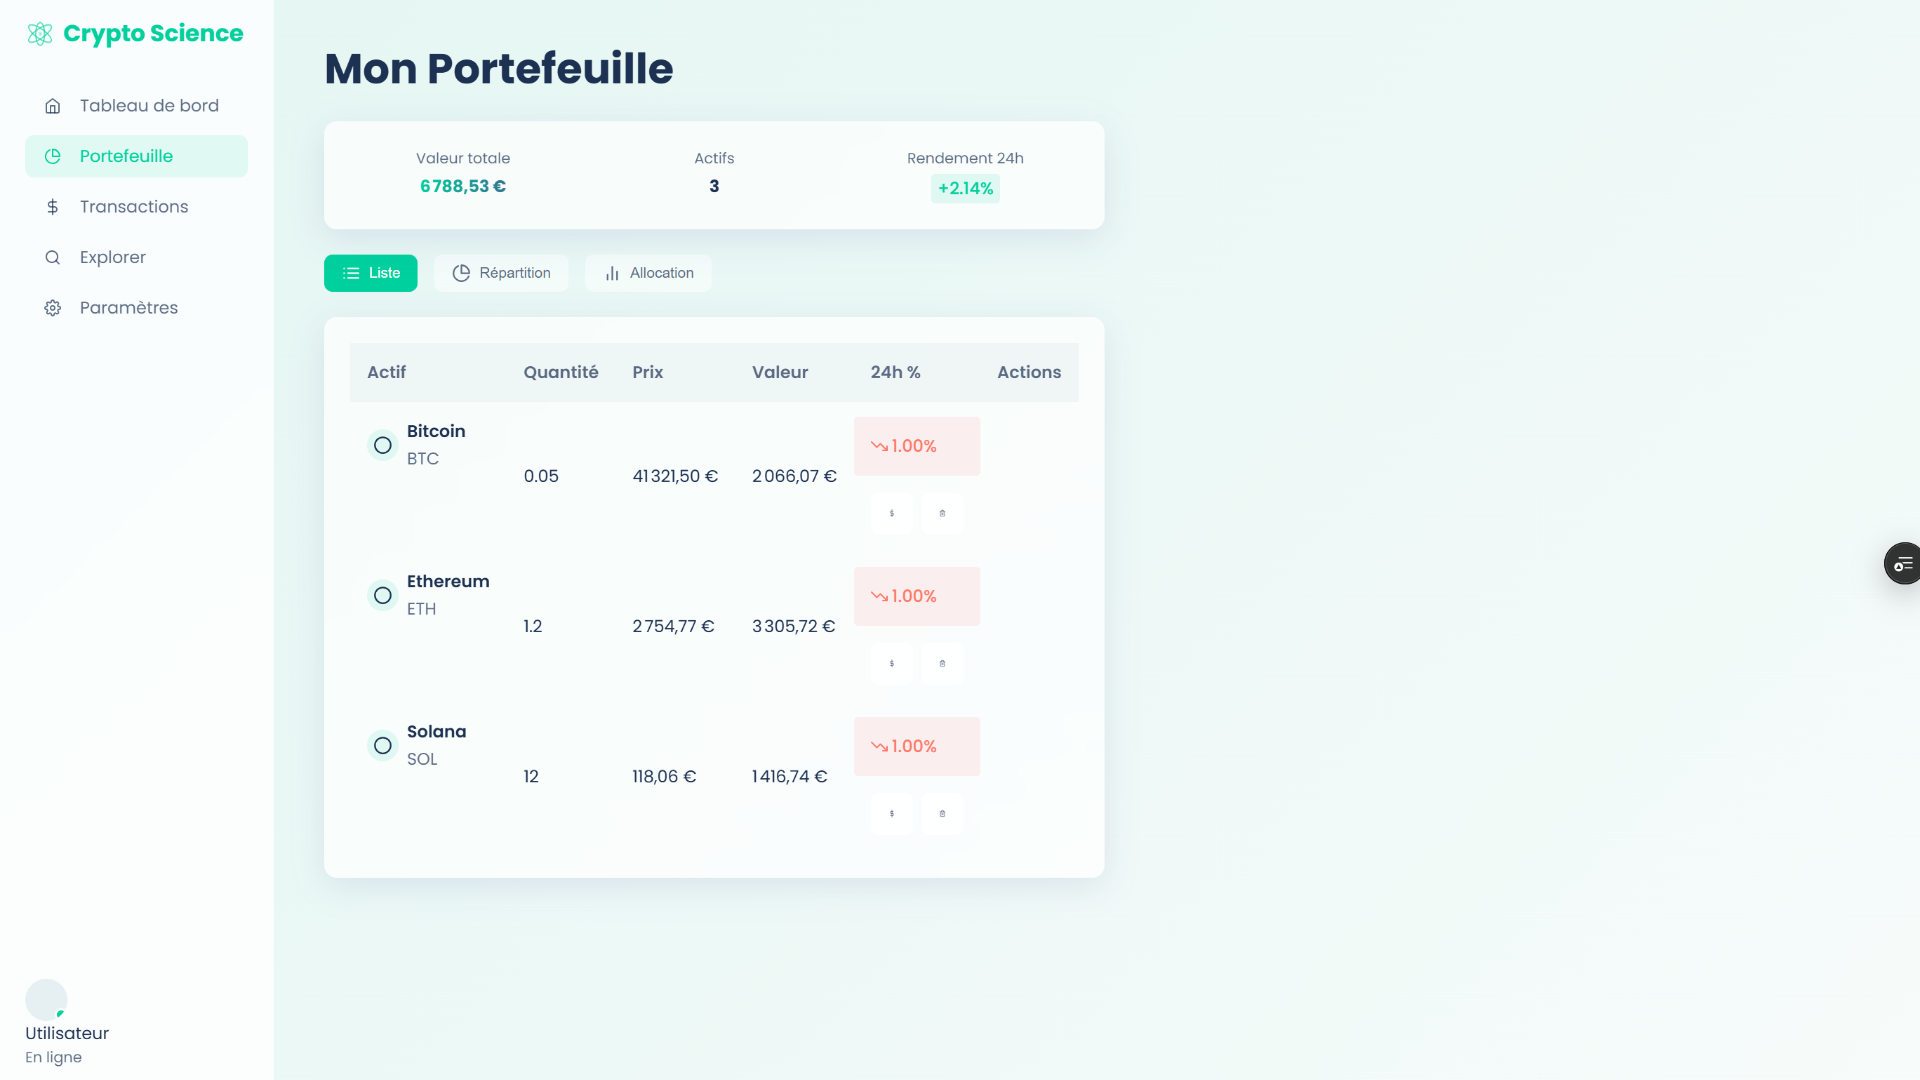 Crypto Science
Tableau de bord
Portefeuille
Transactions
Explorer
Paramètres
Utilisateur
En ligne
Mon Portefeuille
Valeur totale Actifs Rendement 24h
6 788,53 € 3 +2.14%
Liste Répartition Allocation
Actif Quantité Prix Valeur 24h % Actions
Bitcoin
BTC
0.05 41 321,50 € 2 066,07 € 1.00%
$
Ethereum
ETH
1.2 2 754,77 € 3 305,72 € 1.00%
$
Solana
SOL
12 118,06 € 1 416,74 € 1.00%
$